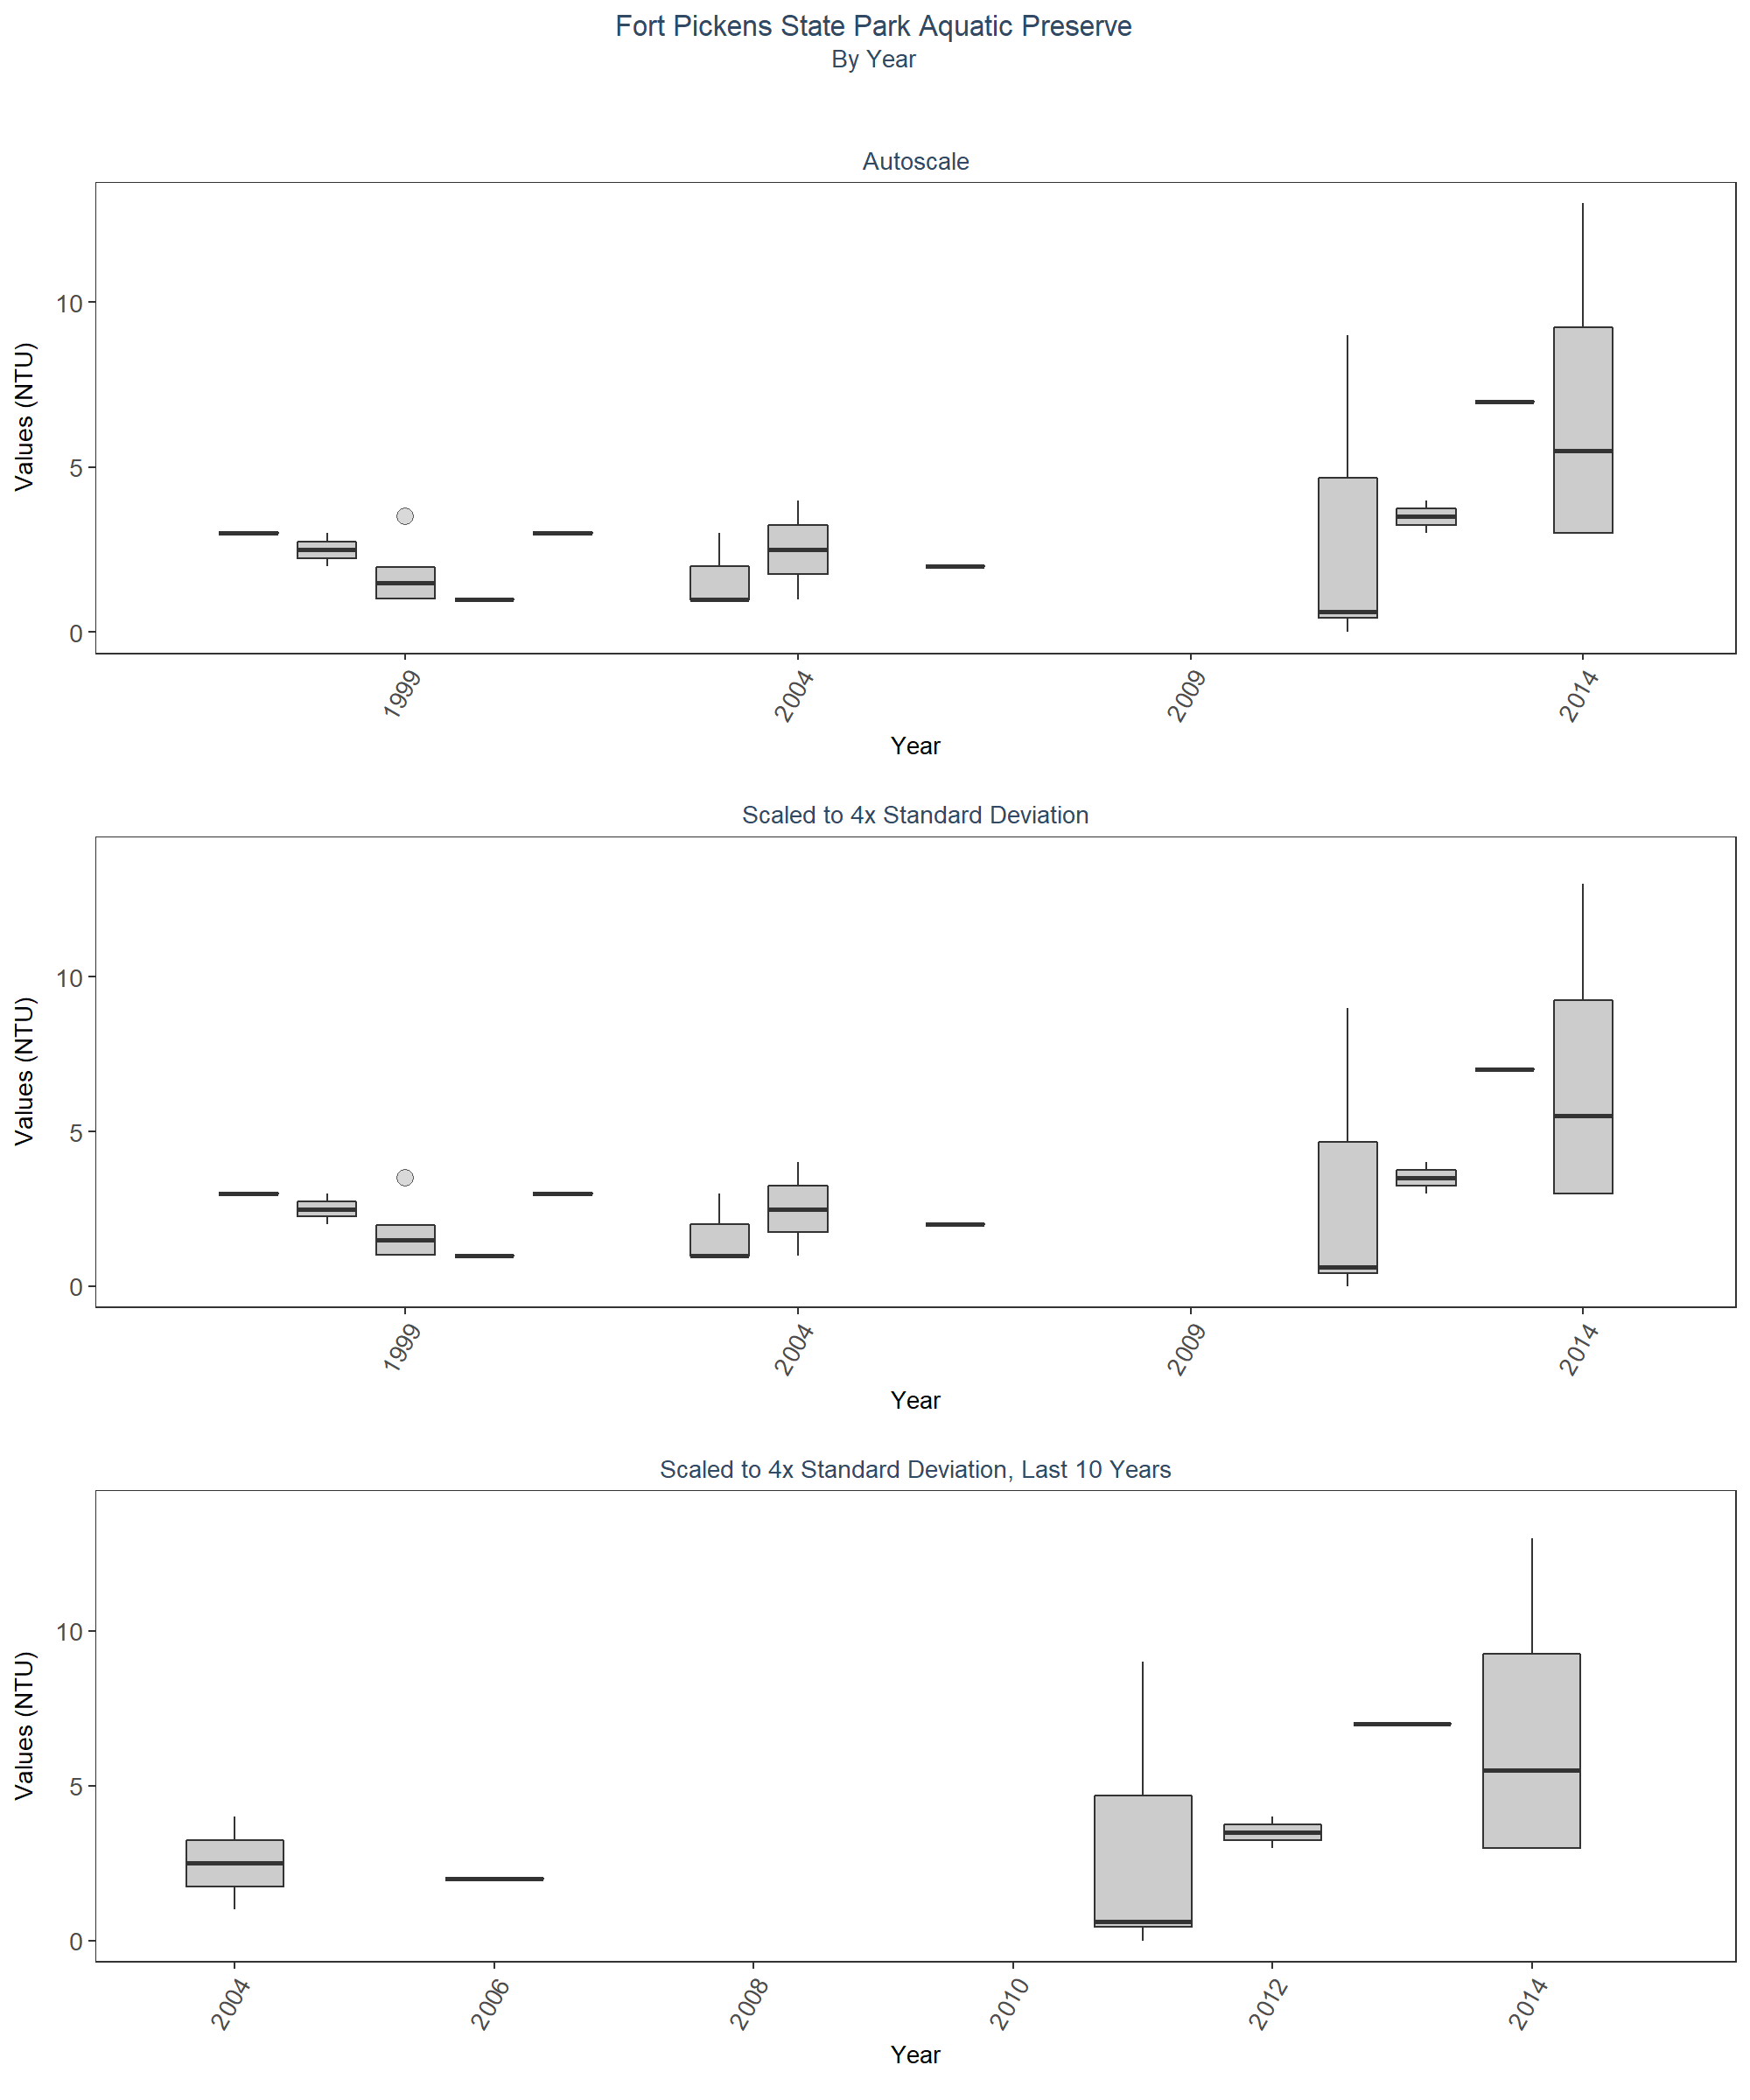 Fort Pickens State Park Aquatic Preserve
By Year
Autoscale
Values (NTU)
10
5
0
1999 2004 2009 2014
Year
Scaled to 4x Standard Deviation
Values (NTU)
10
5
0
1999 2004 2009 2014
Year
Scaled to 4x Standard Deviation, Last 10 Years
Values (NTU)
10
5
0
2004 2006 2008 2010 2012 2014
Year